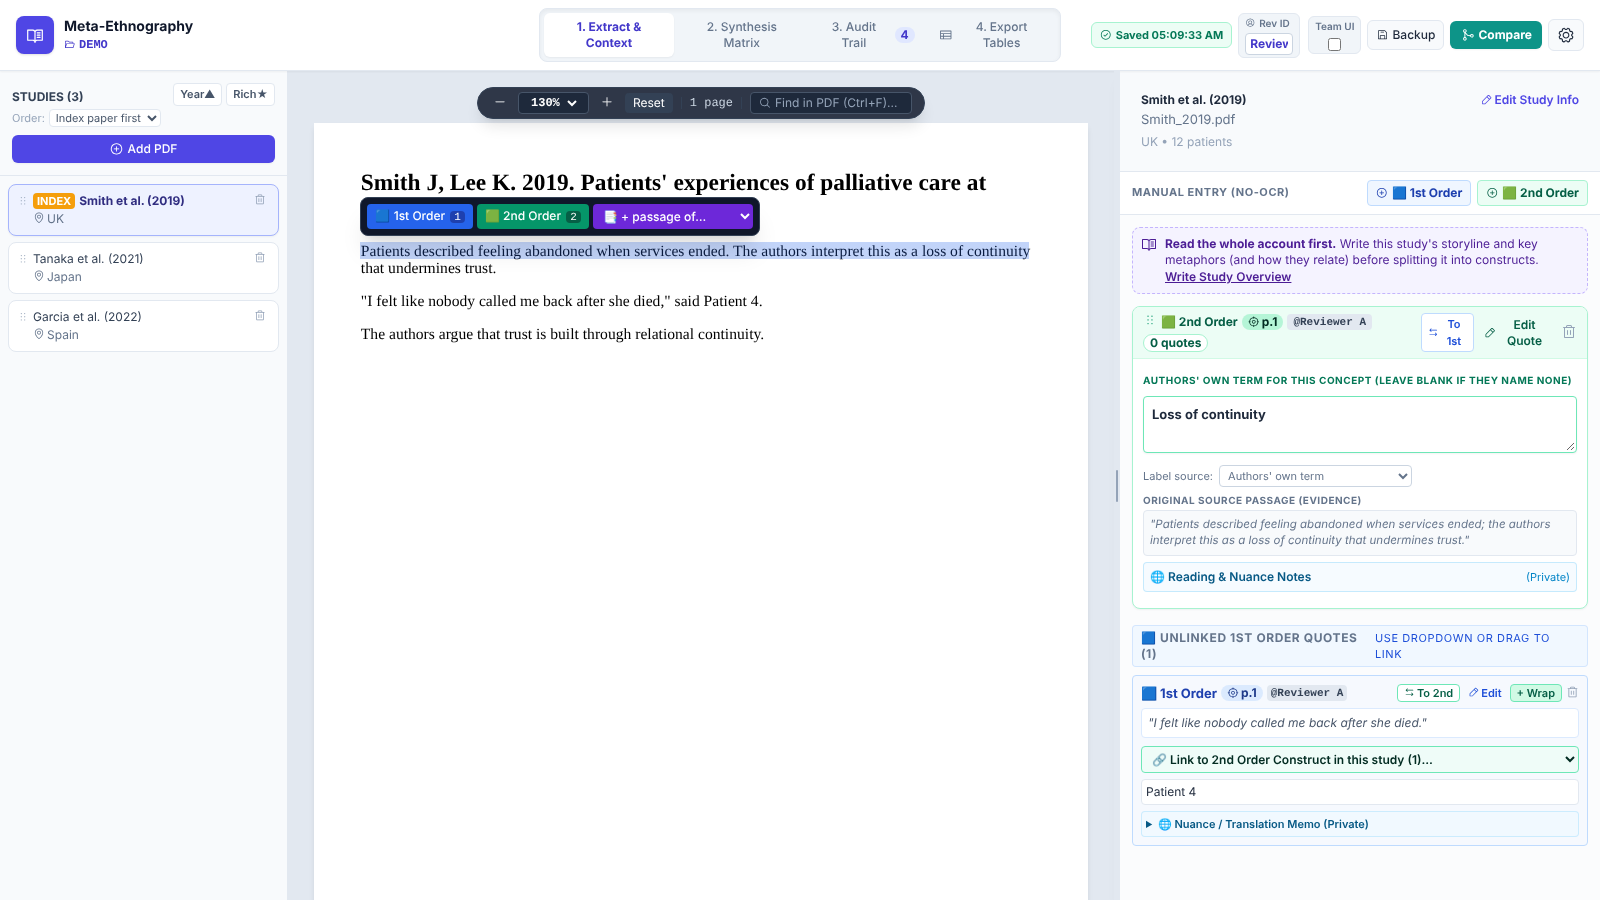 Meta-Ethnography
DEMO
1. Extract &
Context
2. Synthesis
Matrix
3. Audit
Trail
4
4. Export
Tables
Saved 05:09:33 AM
Rev ID
Review
Team UI
Backup
Compare
STUDIES (3)
Year▲
Rich★
Order: Index paper first
Add PDF
INDEX Smith et al. (2019)
UK
Tanaka et al. (2021)
Japan
Garcia et al. (2022)
Spain
130%
Reset
1 page
Find in PDF (Ctrl+F)...
Smith J, Lee K. 2019. Patients' experiences of palliative care at
1st Order 1
2nd Order 2
+ passage of...
Patients described feeling abandoned when services ended. The authors interpret this as a loss of continuity
that undermines trust.
"I felt like nobody called me back after she died," said Patient 4.
The authors argue that trust is built through relational continuity.
Smith et al. (2019)
Edit Study Info
Smith_2019.pdf
UK • 12 patients
MANUAL ENTRY (NO-OCR)
1st Order
2nd Order
Read the whole account first. Write this study's storyline and key
metaphors (and how they relate) before splitting it into constructs.
Write Study Overview
2nd Order p.1 @Reviewer A
0 quotes
To
1st
Edit
Quote
AUTHORS' OWN TERM FOR THIS CONCEPT (LEAVE BLANK IF THEY NAME NONE)
Loss of continuity
Label source: Authors' own term
ORIGINAL SOURCE PASSAGE (EVIDENCE)
"Patients described feeling abandoned when services ended; the authors
interpret this as a loss of continuity that undermines trust."
Reading & Nuance Notes
(Private)
UNLINKED 1ST ORDER QUOTES
(1)
USE DROPDOWN OR DRAG TO
LINK
1st Order p.1 @Reviewer A
To 2nd
Edit
+ Wrap
"I felt like nobody called me back after she died."
Link to 2nd Order Construct in this study (1)...
Patient 4
Nuance / Translation Memo (Private)